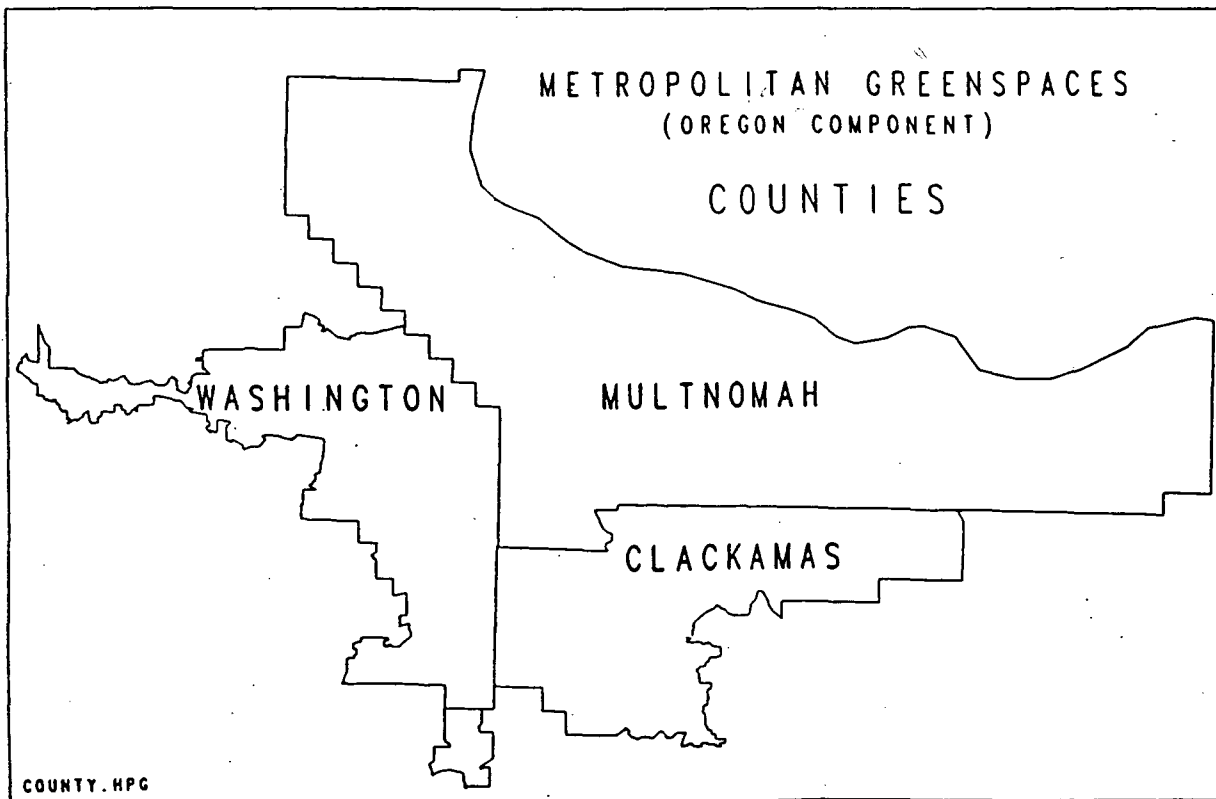 METROPOLITAN GREENSPACES
(OREGON COMPONENT)
COUNTIES
WASHINGTON
MULTNOMAH
CLACKAMAS
COUNTY.HPG